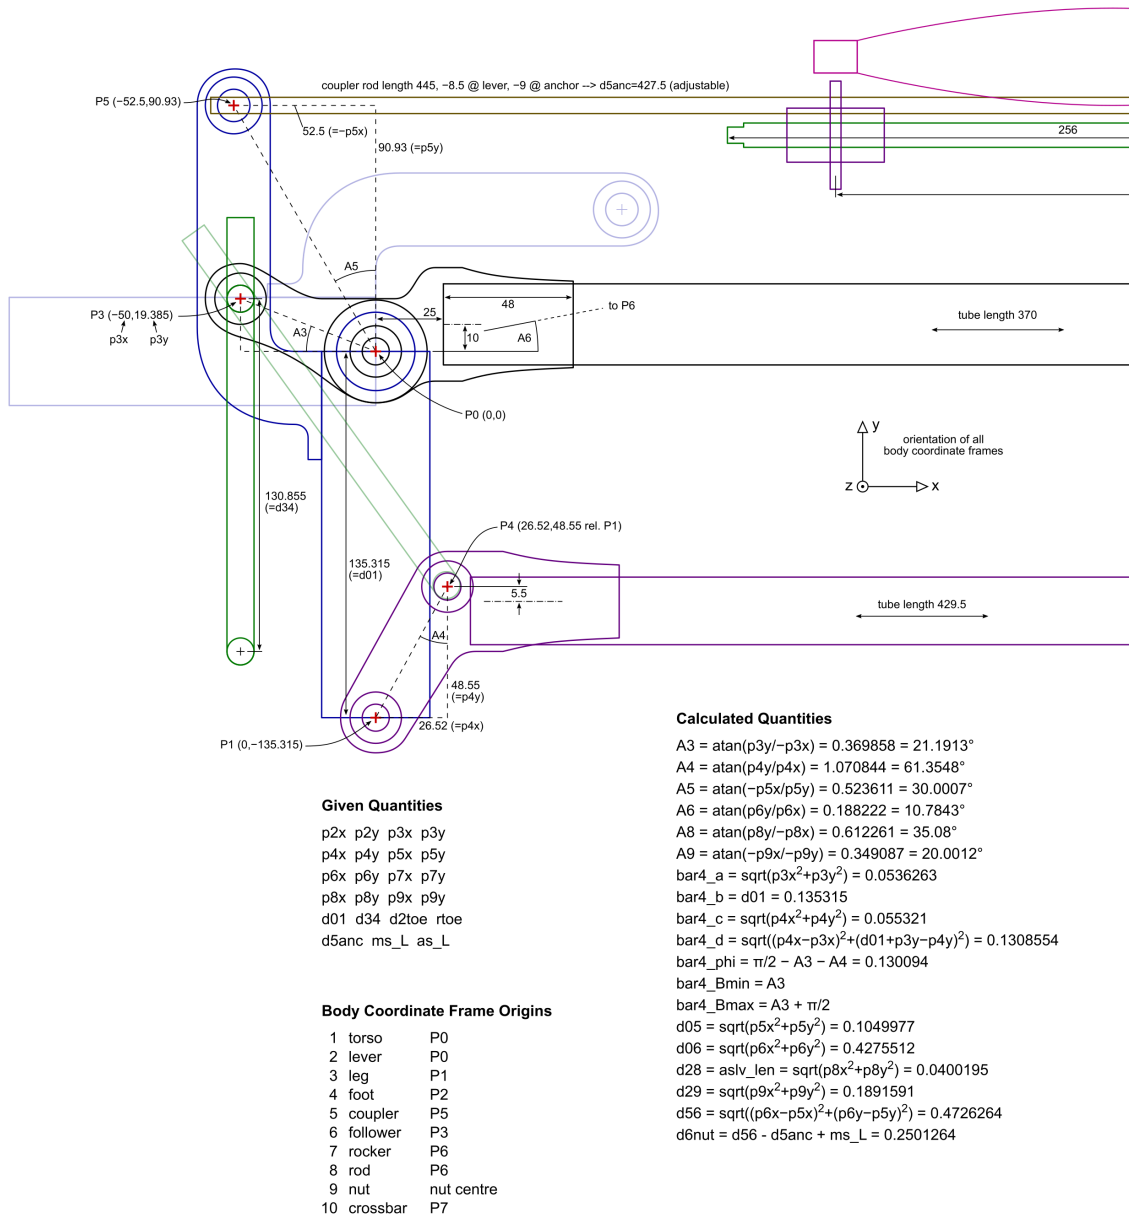 coupler rod length 445, −8.5 @ lever, −9 @ anchor --> d5anc=427.5 (adjustable)
P5 (−52.5,90.93)
52.5 (=−p5x)
256
90.93 (=p5y)
A5
48
to P6
25
P3 (−50,19.385)
p3x p3y
A3
10
A6
tube length 370
P0 (0,0)
y
orientation of all
body coordinate frames
z
x
130.855
(=d34)
P4 (26.52,48.55 rel. P1)
135.315
(=d01)
5.5
tube length 429.5
A4
48.55
(=p4y)
26.52 (=p4x)
P1 (0,−135.315)
Calculated Quantities
A3 = atan(p3y/−p3x) = 0.369858 = 21.1913°
A4 = atan(p4y/p4x) = 1.070844 = 61.3548°
A5 = atan(−p5x/p5y) = 0.523611 = 30.0007°
A6 = atan(p6y/p6x) = 0.188222 = 10.7843°
A8 = atan(p8y/−p8x) = 0.612261 = 35.08°
A9 = atan(−p9x/−p9y) = 0.349087 = 20.0012°
bar4_a = sqrt(p3x²+p3y²) = 0.0536263
bar4_b = d01 = 0.135315
bar4_c = sqrt(p4x²+p4y²) = 0.055321
bar4_d = sqrt((p4x−p3x)²+(d01+p3y−p4y)²) = 0.1308554
bar4_phi = π/2 − A3 − A4 = 0.130094
bar4_Bmin = A3
bar4_Bmax = A3 + π/2
d05 = sqrt(p5x²+p5y²) = 0.1049977
d06 = sqrt(p6x²+p6y²) = 0.4275512
d28 = aslv_len = sqrt(p8x²+p8y²) = 0.0400195
d29 = sqrt(p9x²+p9y²) = 0.1891591
d56 = sqrt((p6x−p5x)²+(p6y−p5y)²) = 0.4726264
d6nut = d56 - d5anc + ms_L = 0.2501264
Given Quantities
p2x p2y p3x p3y
p4x p4y p5x p5y
p6x p6y p7x p7y
p8x p8y p9x p9y
d01 d34 d2toe rtoe
d5anc ms_L as_L
Body Coordinate Frame Origins
1 torso P0
2 lever P0
3 leg P1
4 foot P2
5 coupler P5
6 follower P3
7 rocker P6
8 rod P6
9 nut nut centre
10 crossbar P7